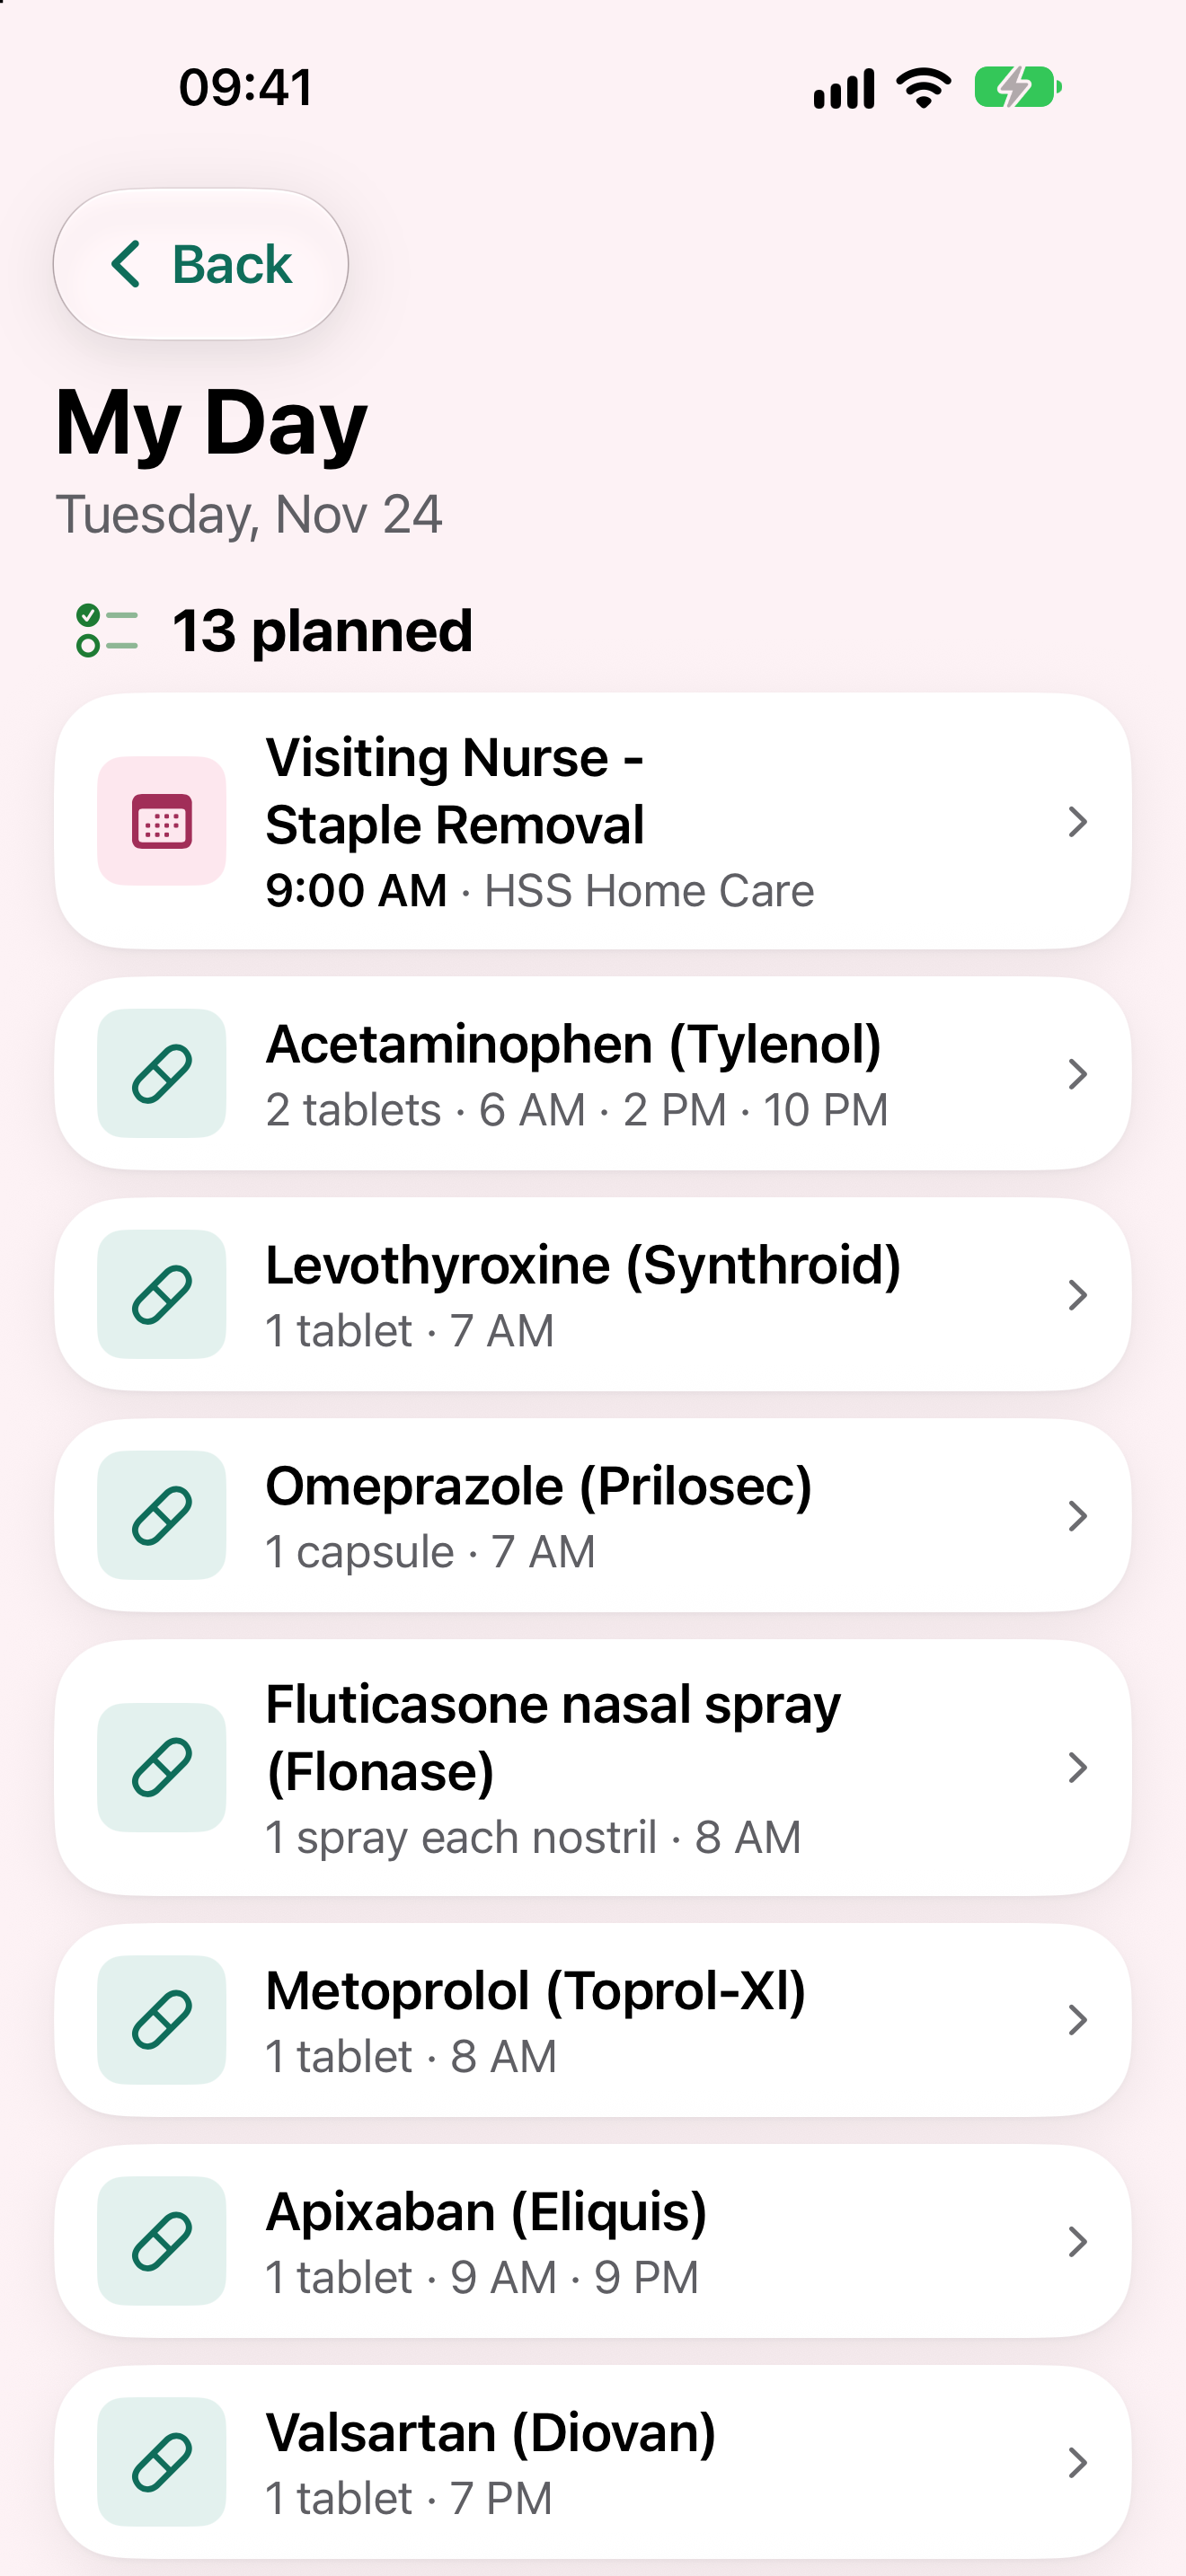 09:41
Back
My Day
Tuesday, Nov 24
13 planned
Visiting Nurse -
Staple Removal
9:00 AM · HSS Home Care
Acetaminophen (Tylenol)
2 tablets · 6 AM · 2 PM · 10 PM
Levothyroxine (Synthroid)
1 tablet · 7 AM
Omeprazole (Prilosec)
1 capsule · 7 AM
Fluticasone nasal spray
(Flonase)
1 spray each nostril · 8 AM
Metoprolol (Toprol-Xl)
1 tablet · 8 AM
Apixaban (Eliquis)
1 tablet · 9 AM · 9 PM
Valsartan (Diovan)
1 tablet · 7 PM